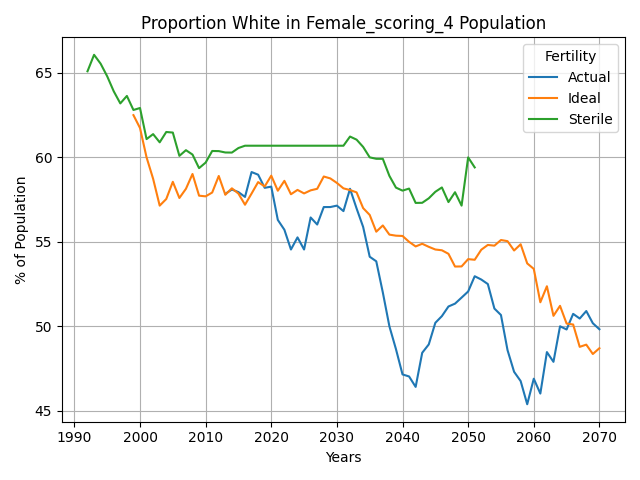 Proportion White in Female_scoring_4 Population
Fertility
Actual
Ideal
Sterile
% of Population
65
60
55
50
45
1990 2000 2010 2020 2030 2040 2050 2060 2070
Years